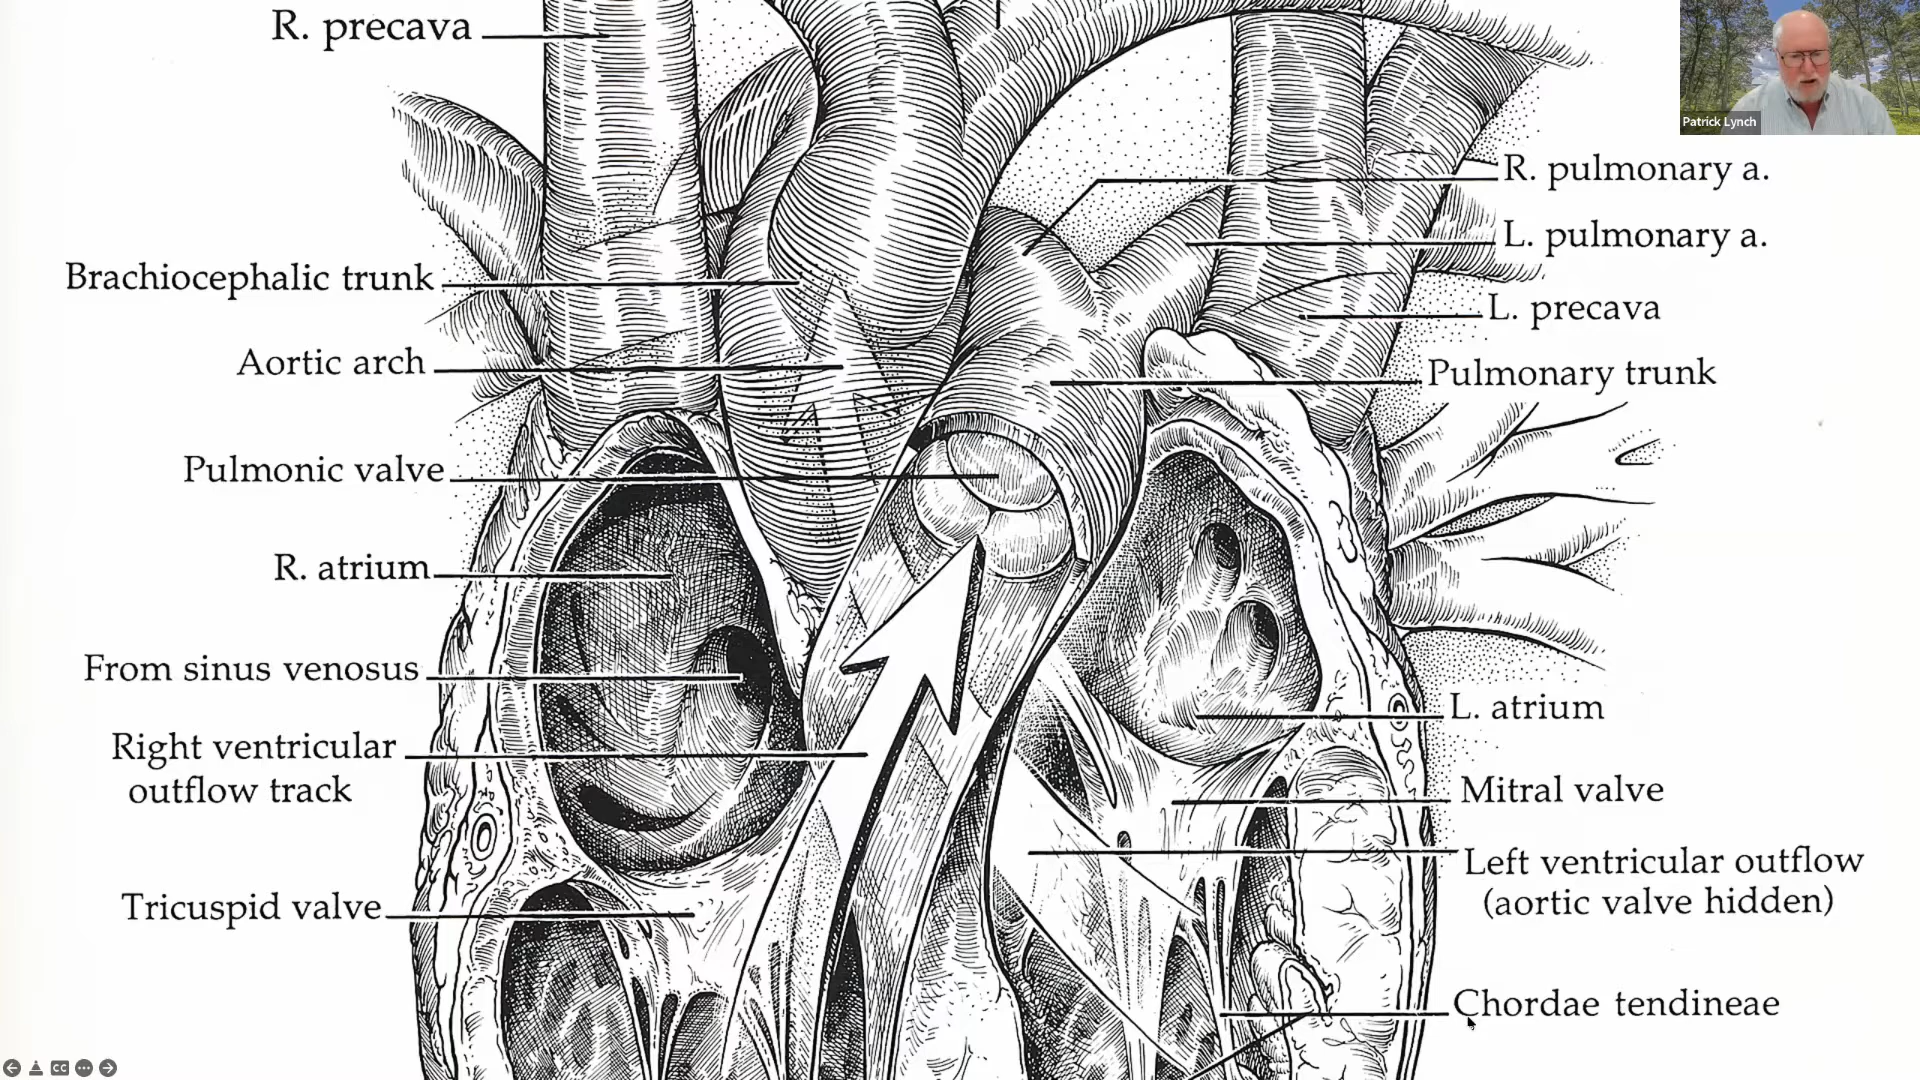 R. precava
Patrick Lynch
R. pulmonary a.
L. pulmonary a.
Brachiocephalic trunk
L. precava
Aortic arch
Pulmonary trunk
Pulmonic valve
R. atrium
From sinus venosus
L. atrium
Right ventricular
outflow track
Mitral valve
Left ventricular outflow
(aortic valve hidden)
Tricuspid valve
Chordae tendineae
CC